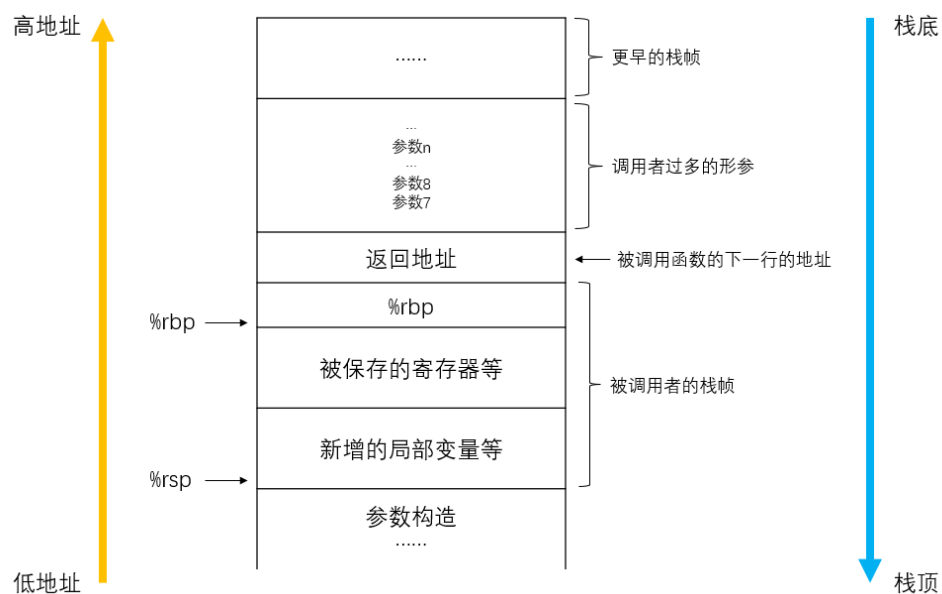 高地址
栈底
……
更早的栈帧
…
参数n
…
参数8
参数7
调用者过多的形参
返回地址
被调用函数的下一行的地址
%rbp
%rbp
被保存的寄存器等
被调用者的栈帧
新增的局部变量等
%rsp
参数构造
……
低地址
栈顶